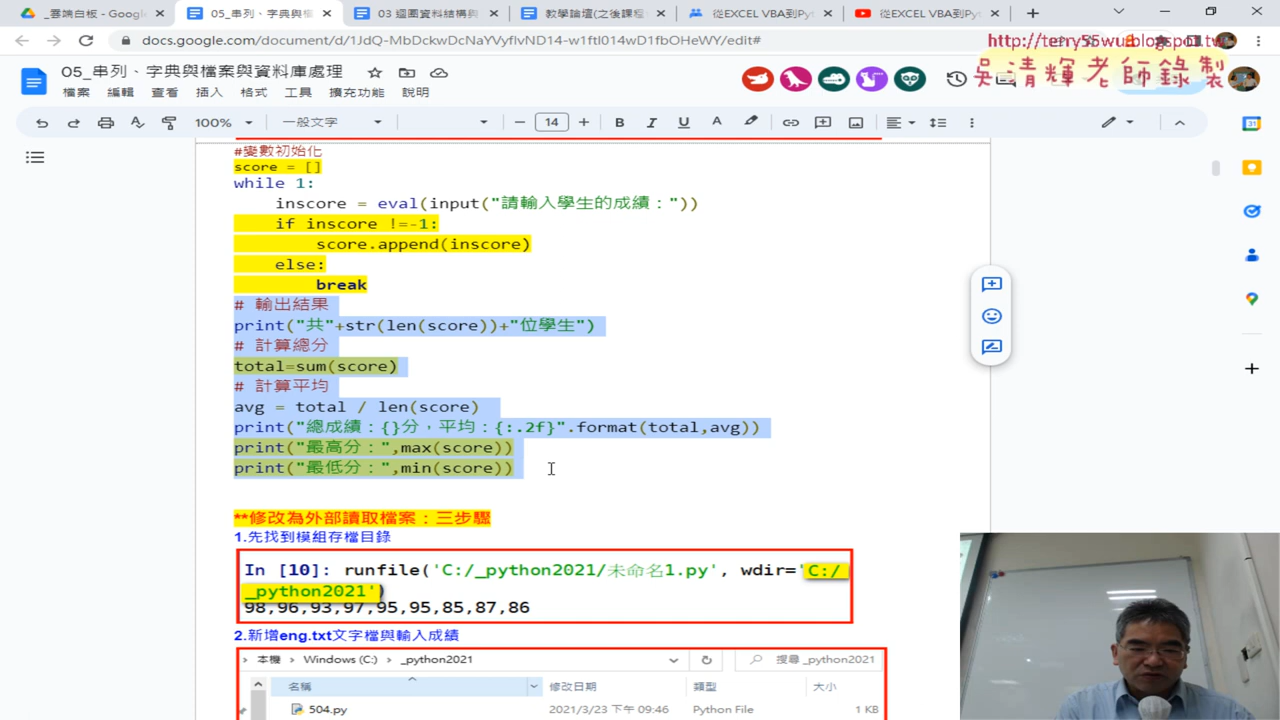 _雲端白板 - Google
05_串列、字典與檔
03 迴圈資料結構與
教學論壇(之後課程
從EXCEL VBA到Pyt
從EXCEL VBA到Pyt
docs.google.com/document/d/1JdQ-MbDckwDcNaYVyflvND14-w1ftI014wD1fbOHeWY/edit#
http://terry55wu.blogspot.tw
吳清輝老師錄製
05_串列、字典與檔案與資料庫處理
檔案 編輯 查看 插入 格式 工具 擴充功能 說明
100% 一般文字 14 B I U A
#變數初始化
score = []
while 1:
inscore = eval(input("請輸入學生的成績："))
if inscore !=-1:
score.append(inscore)
else:
break
# 輸出結果
print("共"+str(len(score))+"位學生")
# 計算總分
total=sum(score)
# 計算平均
avg = total / len(score)
print("總成績：{}分，平均：{:.2f}".format(total,avg))
print("最高分：",max(score))
print("最低分：",min(score))
**修改為外部讀取檔案：三步驟
1.先找到模組存檔目錄
In [10]: runfile('C:/_python2021/未命名1.py', wdir='C:/
_python2021')
98,96,93,97,95,95,85,87,86
2.新增eng.txt文字檔與輸入成績
本機 › Windows (C:) › _python2021
搜尋 _python2021
名稱 修改日期 類型 大小
504.py 2021/3/23 下午 09:46 Python File 1 KB